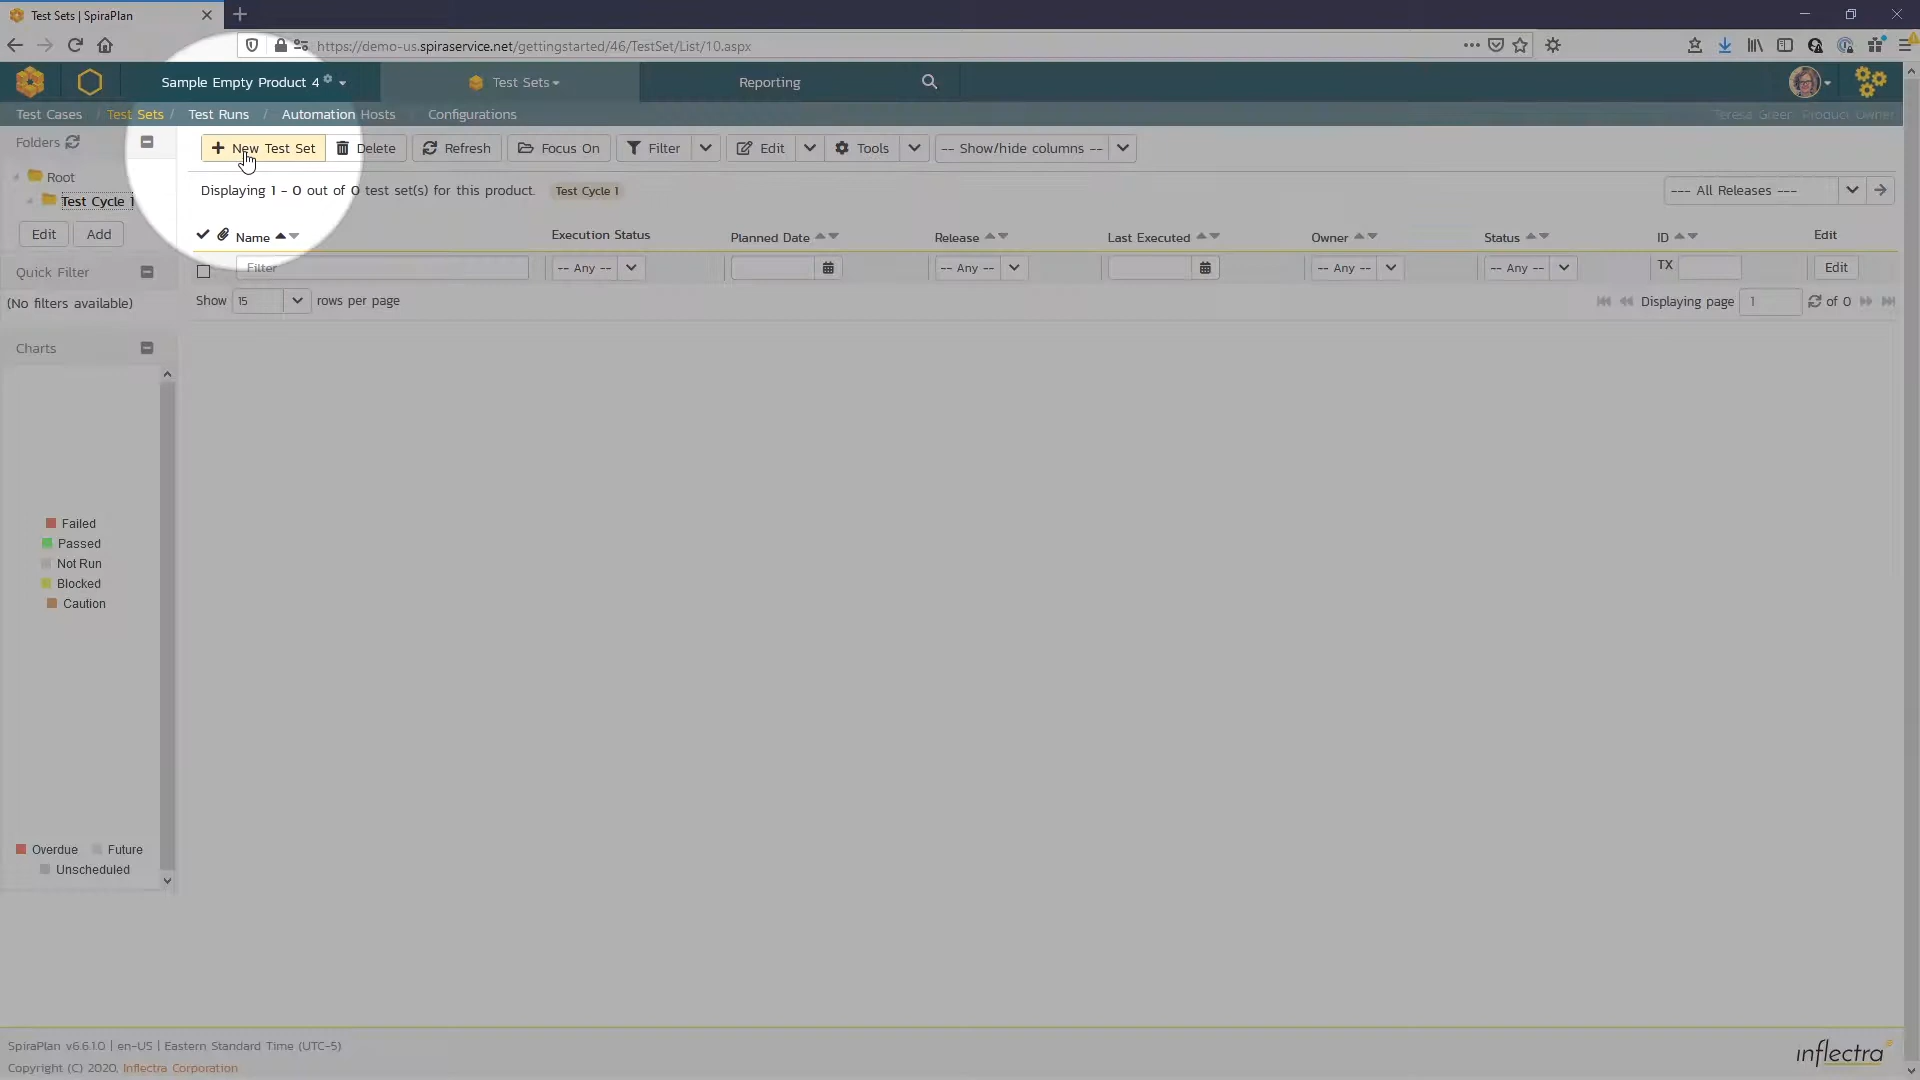 Test Sets | SpiraPlan
https://demo-us.spiraservice.net/gettingstarted/46/TestSet/List/10.aspx
Sample Empty Product 4 Test Sets Reporting
Test Cases / Test Sets / Test Runs / Automation Hosts Configurations Teresa Green Product Owner
Folders + New Test Set Delete Refresh Focus On Filter Edit Tools -- Show/hide columns --
Root
Displaying 1 - 0 out of 0 test set(s) for this product. Test Cycle 1 --- All Releases ---
Test Cycle 1
Edit Add Name Execution Status Planned Date Release Last Executed Owner Status ID Edit
Quick Filter Filter -- Any -- -- Any -- -- Any -- -- Any -- TX Edit
(No filters available) Show 15 rows per page Displaying page 1 of 0
Charts
Failed
Passed
Not Run
Blocked
Caution
Overdue Future
Unscheduled
SpiraPlan v6.6.1.0 | en-US | Eastern Standard Time (UTC-5)
Copyright (C) 2020, Inflectra Corporation
inflectra